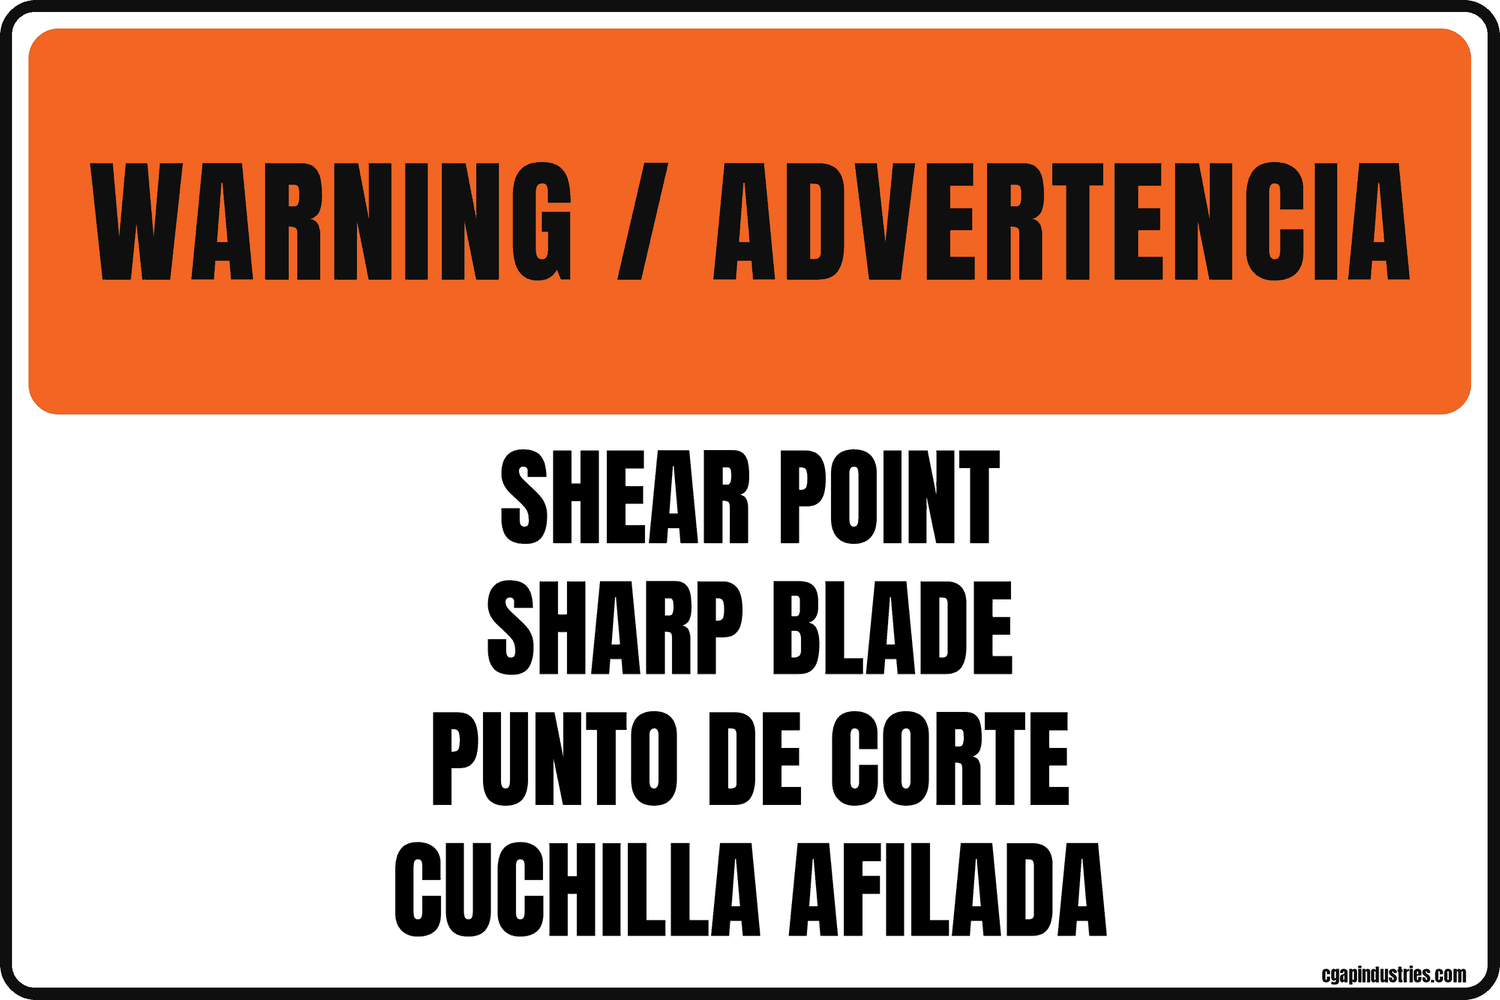 WARNING / ADVERTENCIA
SHEAR POINT
SHARP BLADE
PUNTO DE CORTE
CUCHILLA AFILADA
cgapindustries.com